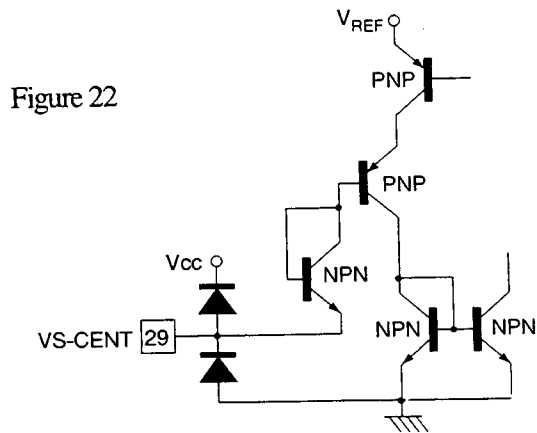 VREF
PNP
Figure 22
PNP
Vcc
NPN
VS-CENT 29
NPN
NPN